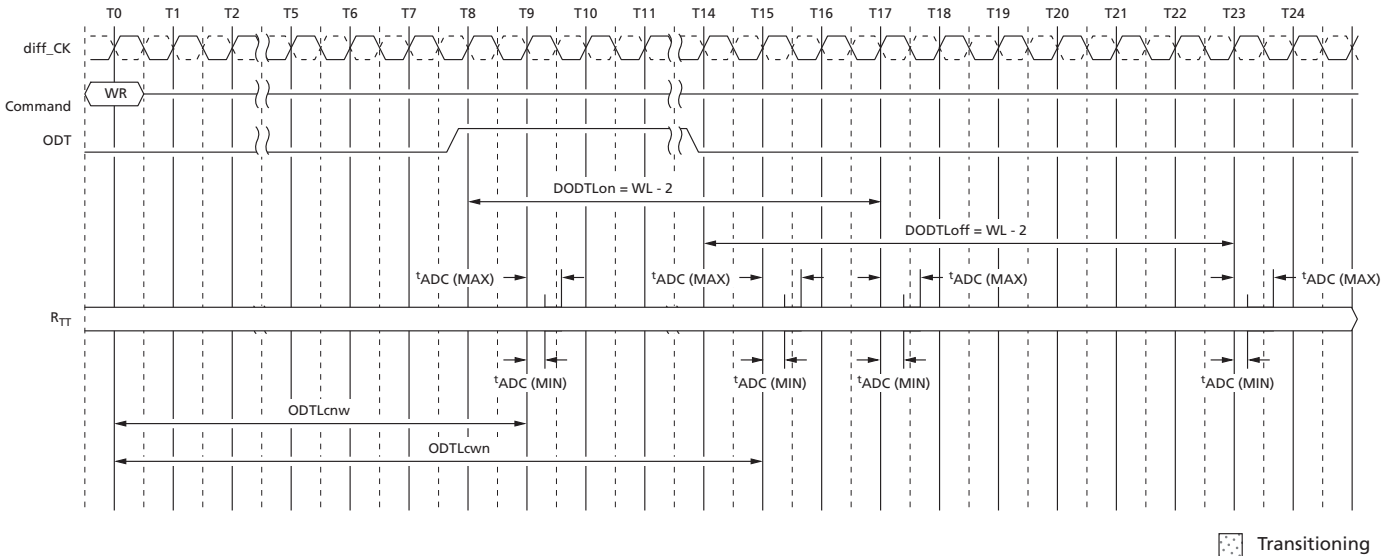 T0 T1 T2 T5 T6 T7 T8 T9 T10 T11 T14 T15 T16 T17 T18 T19 T20 T21 T22 T23 T24
diff_CK
WR
Command
ODT
DODTLon = WL - 2
DODTLoff = WL - 2
tADC (MAX) tADC (MAX) tADC (MAX) tADC (MAX)
RTT
tADC (MIN) tADC (MIN) tADC (MIN) tADC (MIN)
ODTLcnw
ODTLcwn
Transitioning